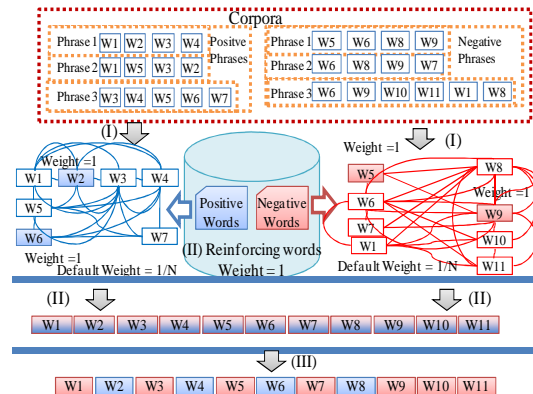 Corpora
Phrase 1 W1 W2 W3 W4 Positve Phrases
Phrase 2 W1 W5 W3 W2
Phrase 3 W3 W4 W5 W6 W7
Phrase 1 W5 W6 W8 W9 Negative Phrases
Phrase 2 W6 W8 W9 W7
Phrase 3 W6 W9 W10 W11 W1 W8
(I)
(I)
Weight =1
W1 W2 W3 W4
W5
W6 W7
Weight=1
Default Weight = 1/N
Positive Words
Negative Words
(II) Reinforcing words
Weight = 1
Weight =1
W5
W8
Weight =1
W6
W9
W7
W1
W10
W11
Default Weight = 1/N
(II)
(II)
W1 W2 W3 W4 W5 W6 W7 W8 W9 W10 W11
(III)
W1 W2 W3 W4 W5 W6 W7 W8 W9 W10 W11